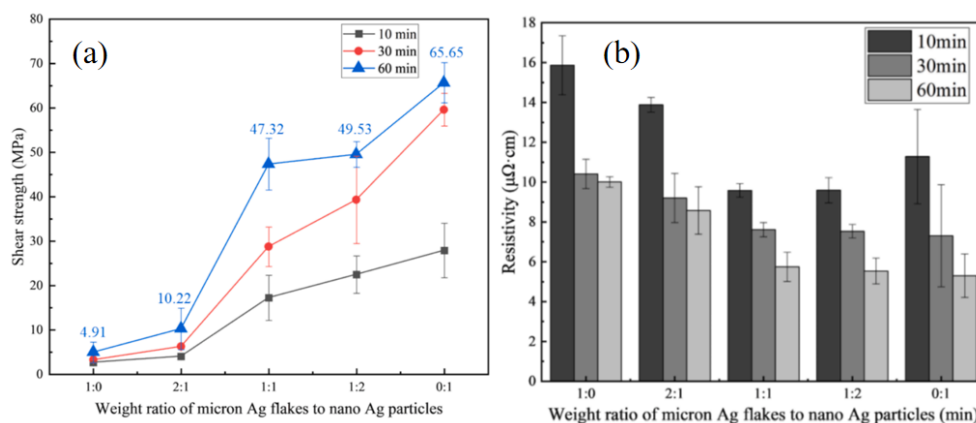 (a)
10 min
30 min
60 min
80
70
60
50
40
30
20
10
0
Shear strength (MPa)
4.91
10.22
47.32
49.53
65.65
1:0
2:1
1:1
1:2
0:1
Weight ratio of micron Ag flakes to nano Ag particles
(b)
10min
30min
60min
18
16
14
12
10
8
6
4
2
0
Resistivity (μΩ·cm)
1:0
2:1
1:1
1:2
0:1
Weight ratio of micron Ag flakes to nano Ag particles (min)